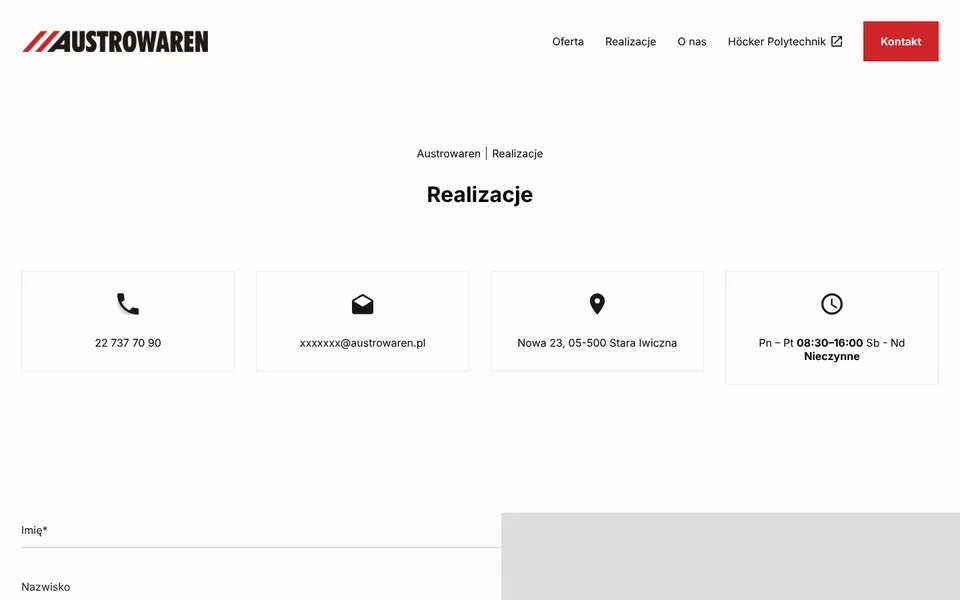 AUSTROWAREN
Oferta
Realizacje
O nas
Höcker Polytechnik
Kontakt
Austrowaren | Realizacje
Realizacje
22 737 70 90
xxxxxxx@austrowaren.pl
Nowa 23, 05-500 Stara Iwiczna
Pn – Pt 08:30–16:00 Sb - Nd
Nieczynne
Imię*
Nazwisko